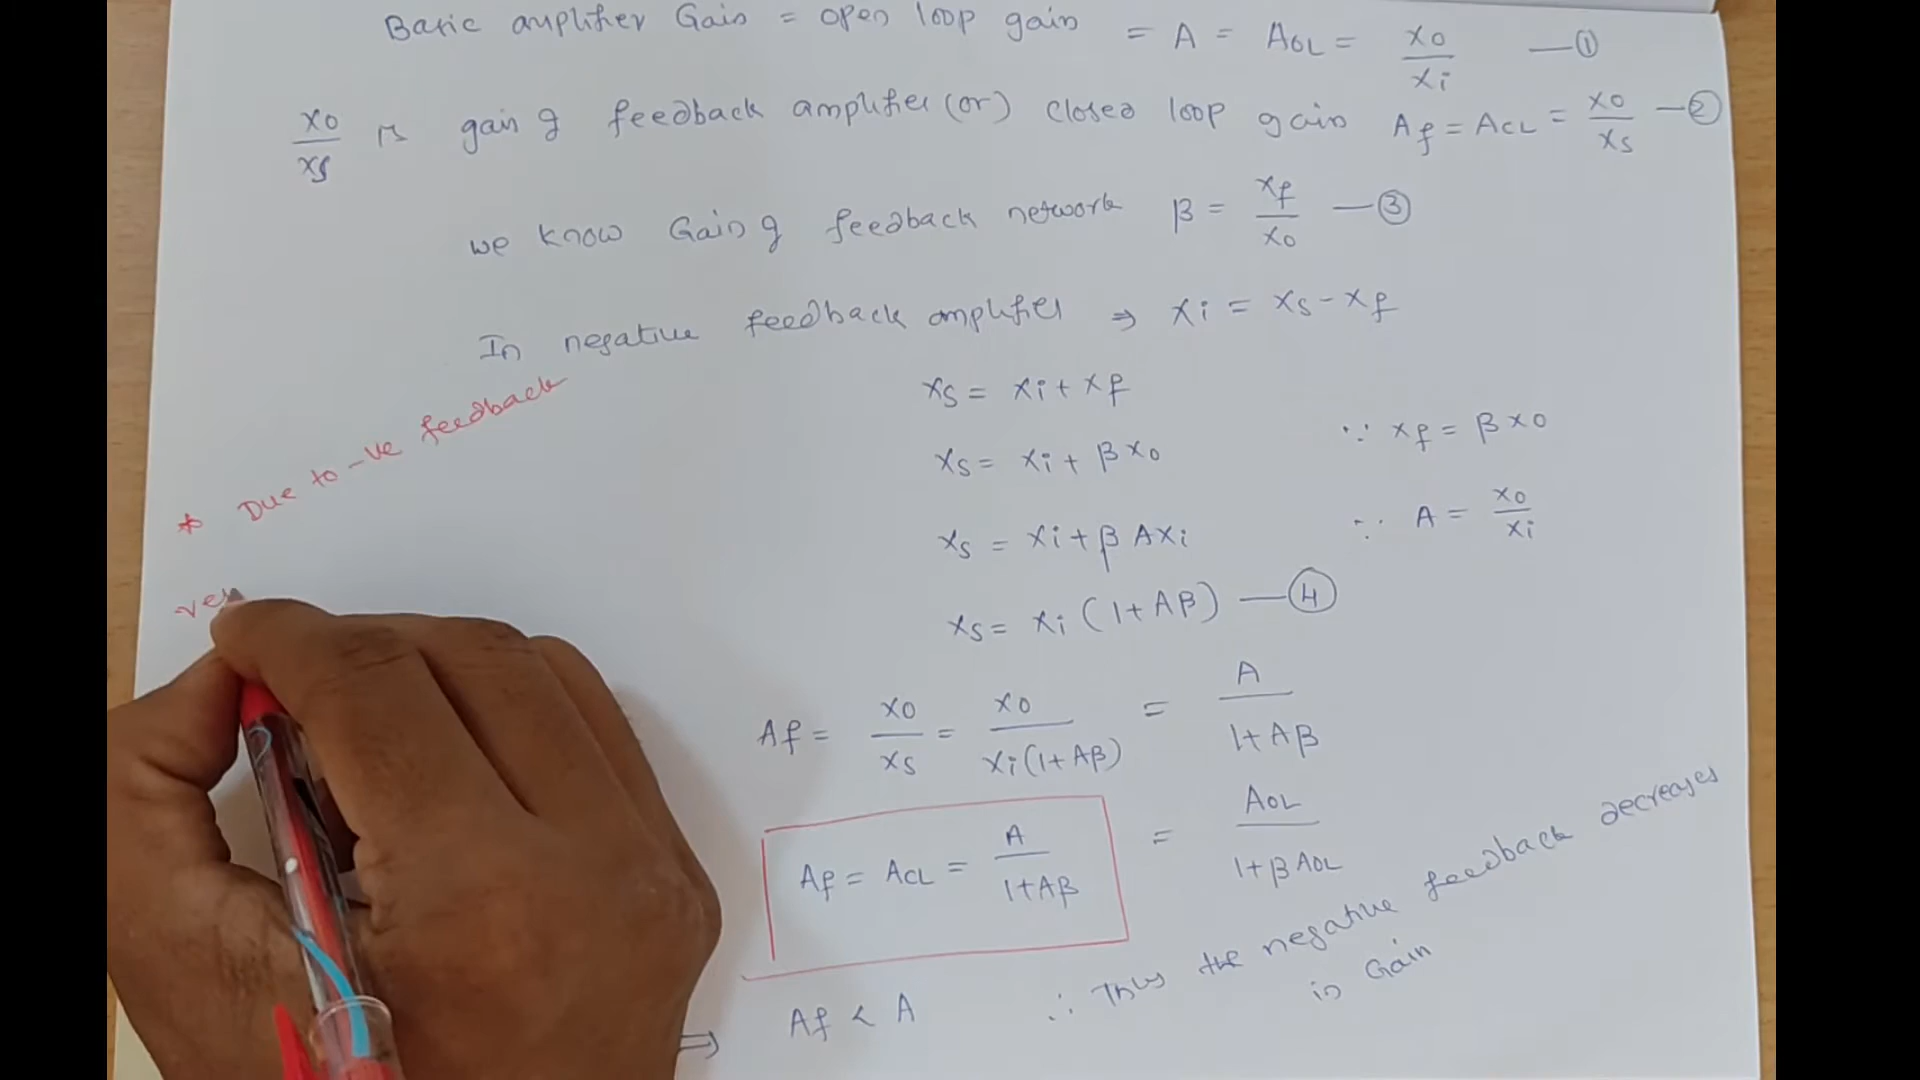 Basic amplifier Gain = open loop gain = A = AOL = xo/xi —①
xo/xs is gain of feedback amplifier (or) closed loop gain Af = ACL = xo/xs —②
we know Gain of feedback network β = xf/xo —③
In negative feedback amplifier ⇒ xi = xs - xf
xs = xi + xf
xs = xi + βxo ∵ xf = βxo
xs = xi + β Axi ∵ A = xo/xi
xs = xi (1+Aβ) —④
Af = xo/xs = xo/xi(1+Aβ) = A/1+Aβ
Af = ACL = A/1+Aβ = AOL/1+βAOL
⇒ Af < A
∴ Thus the negative feedback decreases
in Gain
* Due to -ve feedback